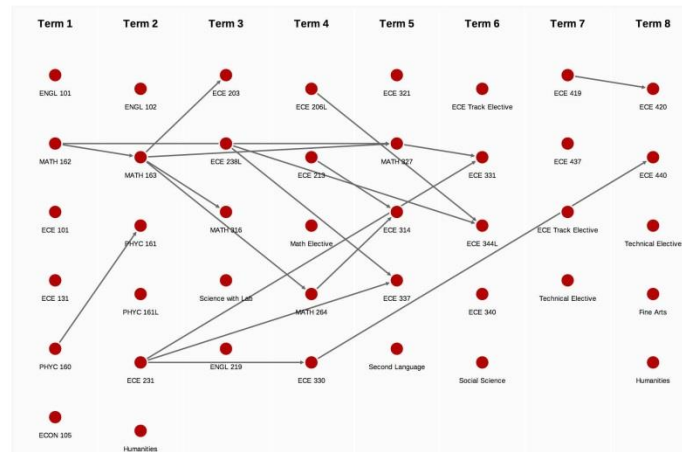 Term 1 Term 2 Term 3 Term 4 Term 5 Term 6 Term 7 Term 8
ENGL 101 ENGL 102 ECE 203 ECE 206L ECE 321 ECE Track Elective ECE 419 ECE 420
MATH 162 MATH 163 ECE 238L ECE 213 MATH 327 ECE 331 ECE 437 ECE 440
ECE 101 PHYC 161 MATH 316 Math Elective ECE 314 ECE 344L ECE Track Elective Technical Elective
ECE 131 PHYC 161L Science with Lab MATH 264 ECE 337 ECE 340 Technical Elective Fine Arts
PHYC 160 ECE 231 ENGL 219 ECE 330 Second Language Social Science Humanities
ECON 105 Humanities